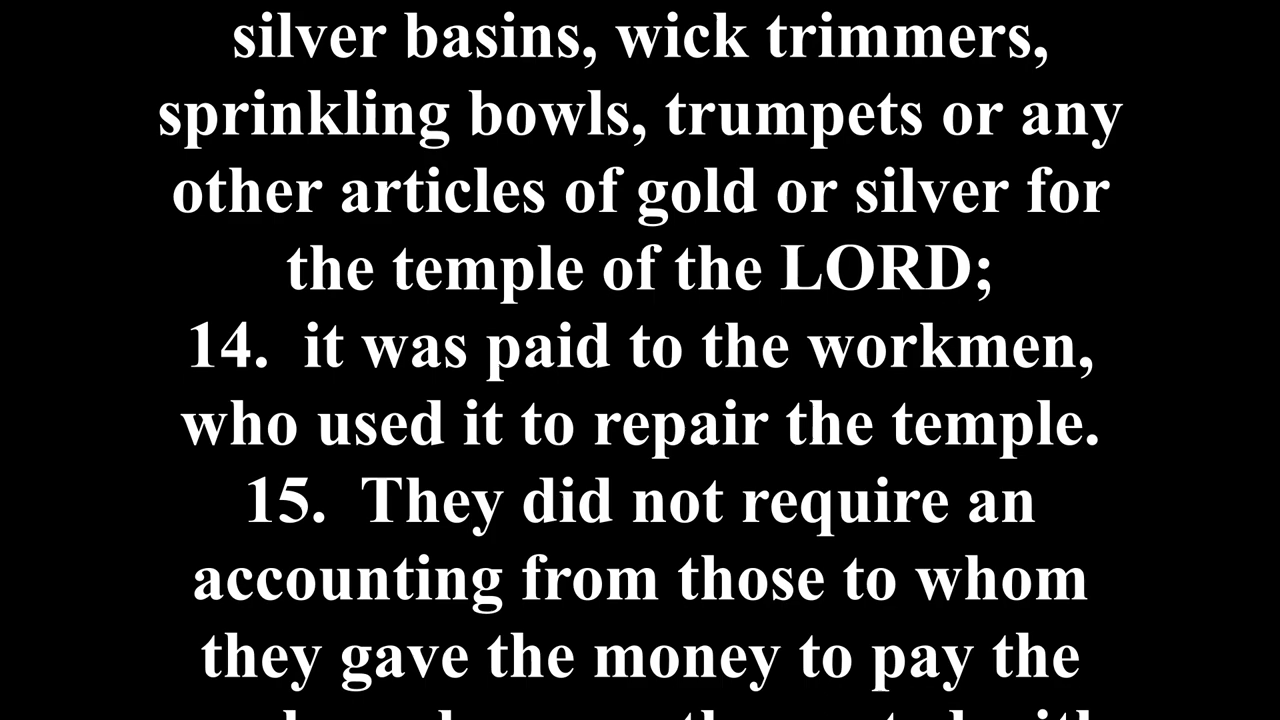 silver basins, wick trimmers,
sprinkling bowls, trumpets or any
other articles of gold or silver for
the temple of the LORD;
14.  it was paid to the workmen,
who used it to repair the temple.
15.  They did not require an
accounting from those to whom
they gave the money to pay the